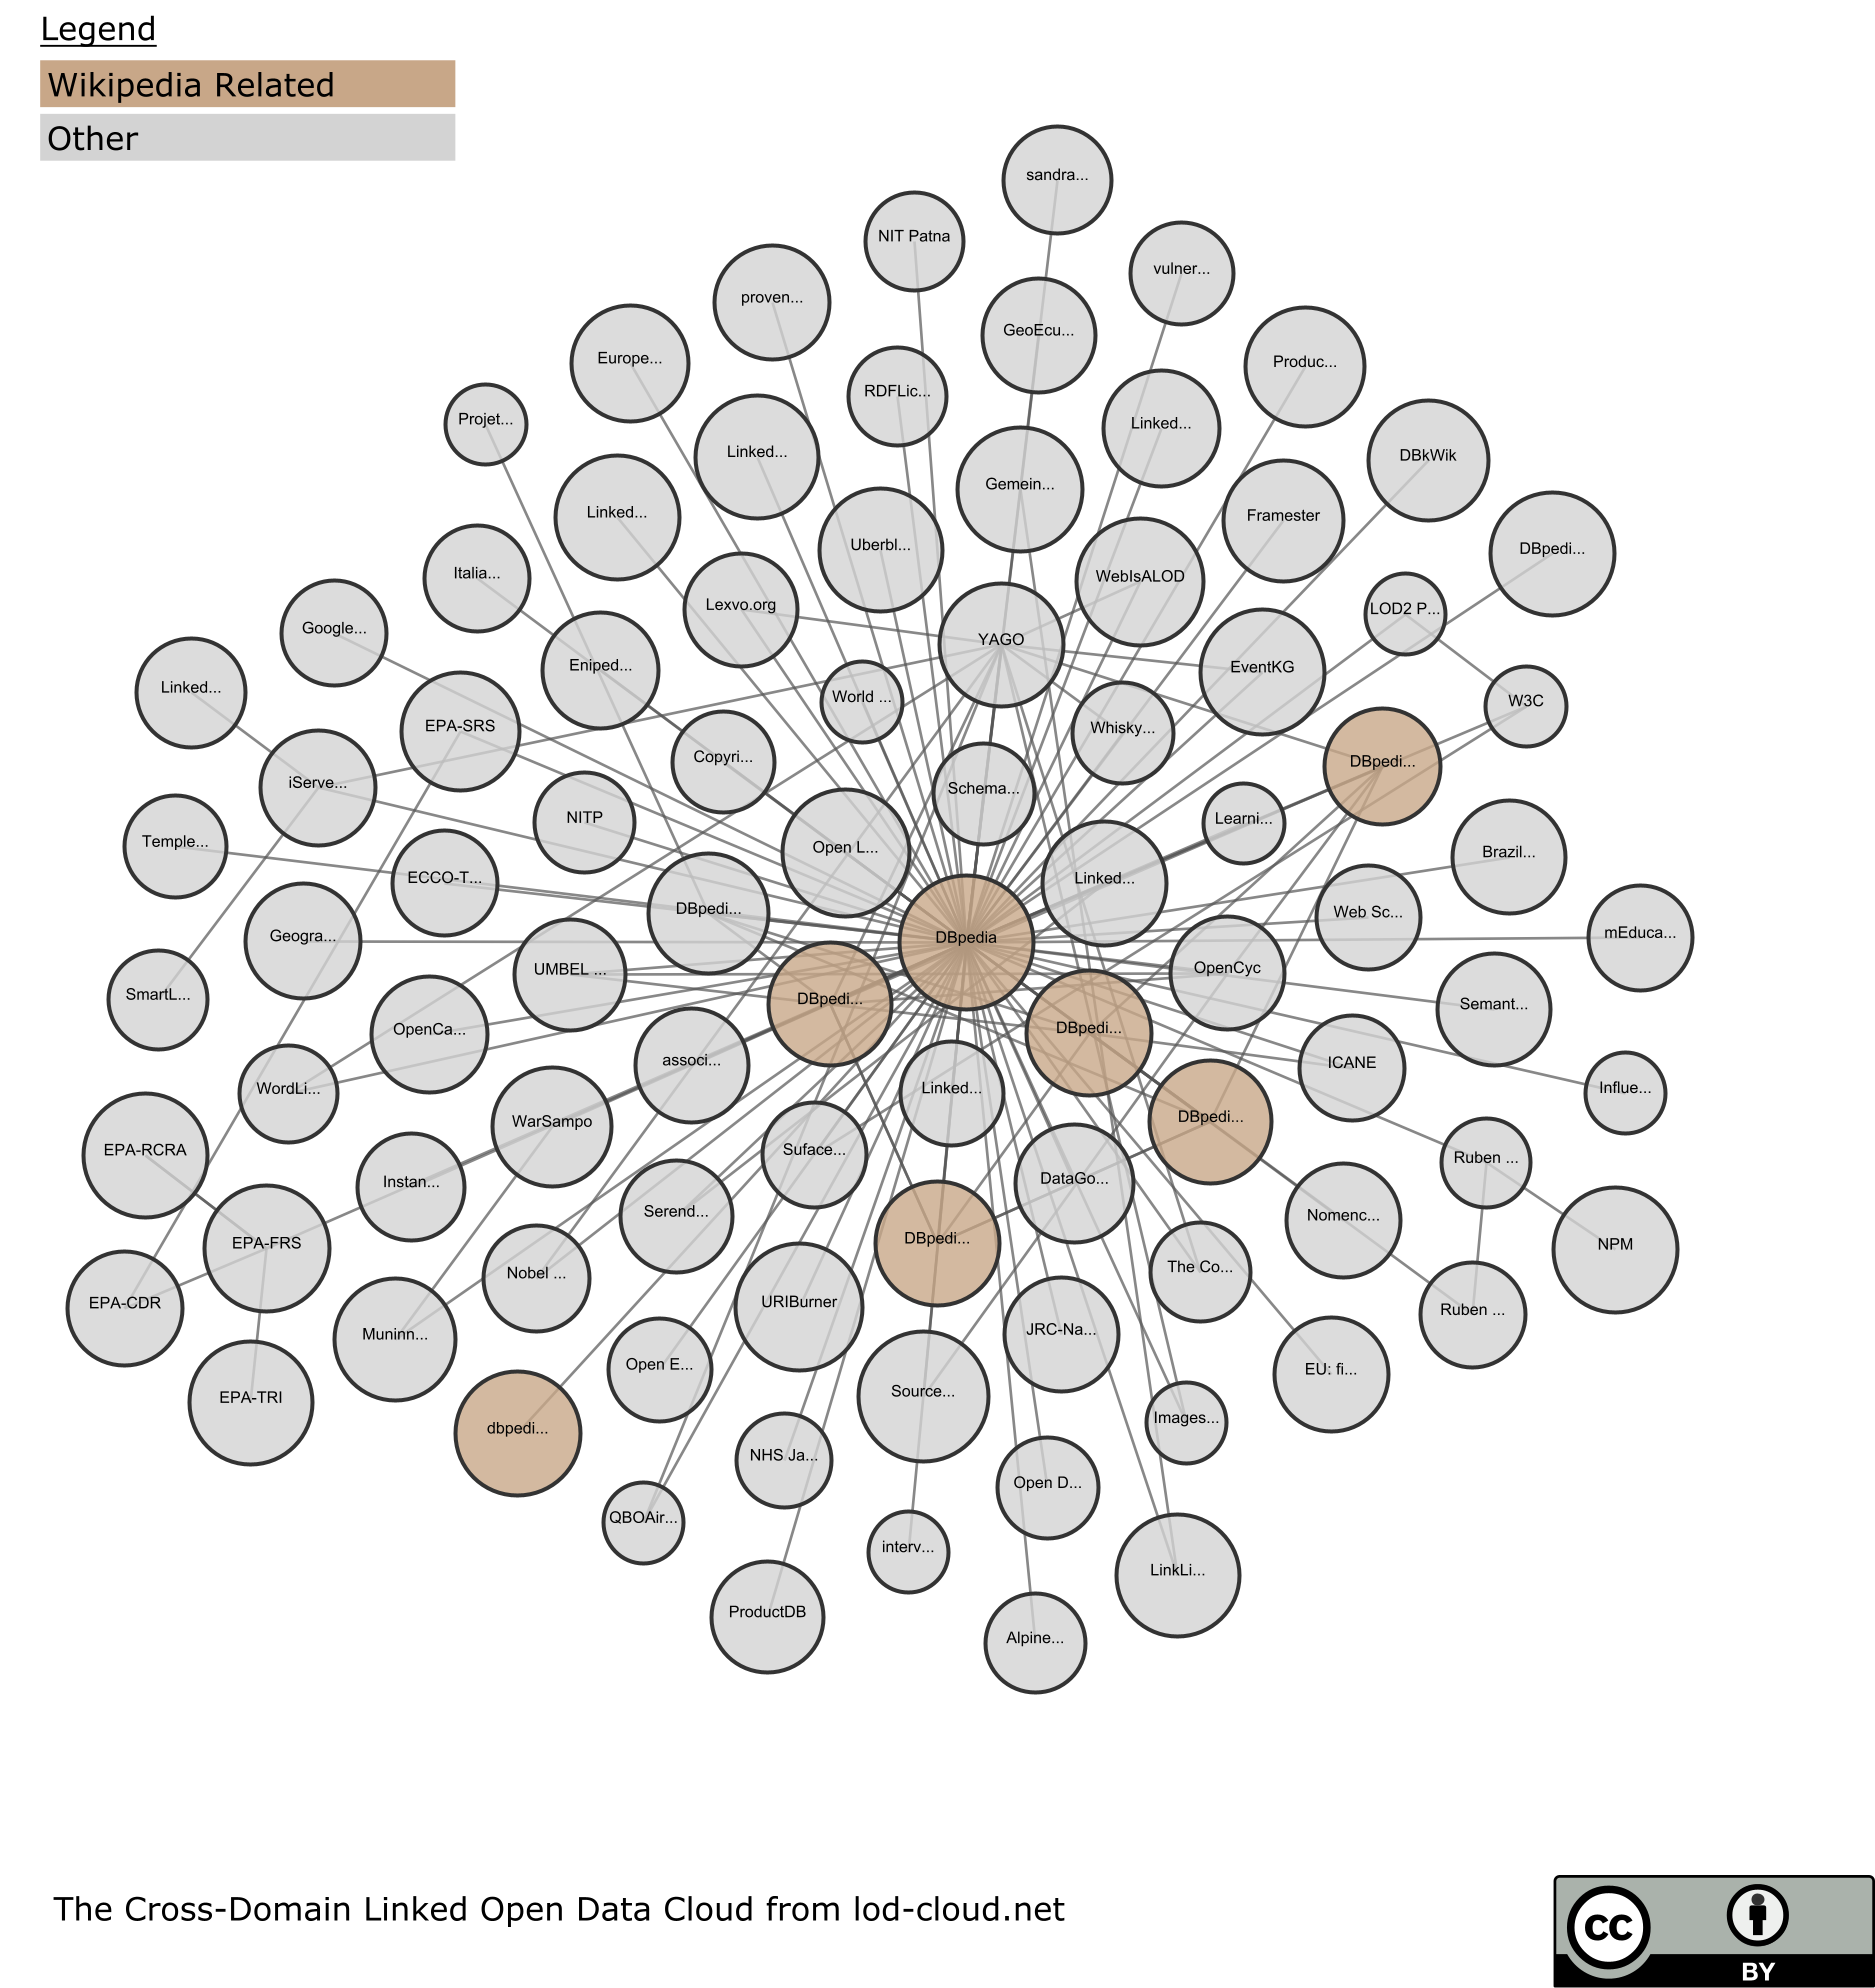 Legend
Wikipedia Related
Other
sandra...
NIT Patna
vulner...
proven...
GeoEcu...
Europe...
Produc...
RDFLic...
Projet...
Linked...
Linked...
DBkWik
Gemein...
Linked...
Framester
Uberbl...
DBpedi...
Italia...
WebIsALOD
Lexvo.org
LOD2 P...
Google...
YAGO
Eniped...
EventKG
Linked...
World ...
W3C
EPA-SRS
Whisky...
Copyri...
DBpedi...
iServe...
Schema...
NITP
Learni...
Temple...
Open L...
Brazil...
ECCO-T...
Linked...
DBpedi...
Web Sc...
Geogra...
DBpedia
mEduca...
UMBEL ...
OpenCyc
SmartL...
DBpedi...
Semant...
OpenCa...
DBpedi...
associ...
ICANE
WordLi...
Linked...
Influe...
WarSampo
DBpedi...
EPA-RCRA
Suface...
Ruben ...
Instan...
DataGo...
Serend...
Nomenc...
EPA-FRS
DBpedi...
NPM
Nobel ...
The Co...
EPA-CDR
URIBurner
Ruben ...
Muninn...
JRC-Na...
Open E...
EU: fi...
EPA-TRI
Source...
Images...
dbpedi...
NHS Ja...
Open D...
QBOAir...
interv...
LinkLi...
ProductDB
Alpine...
The Cross-Domain Linked Open Data Cloud from lod-cloud.net
cc
BY